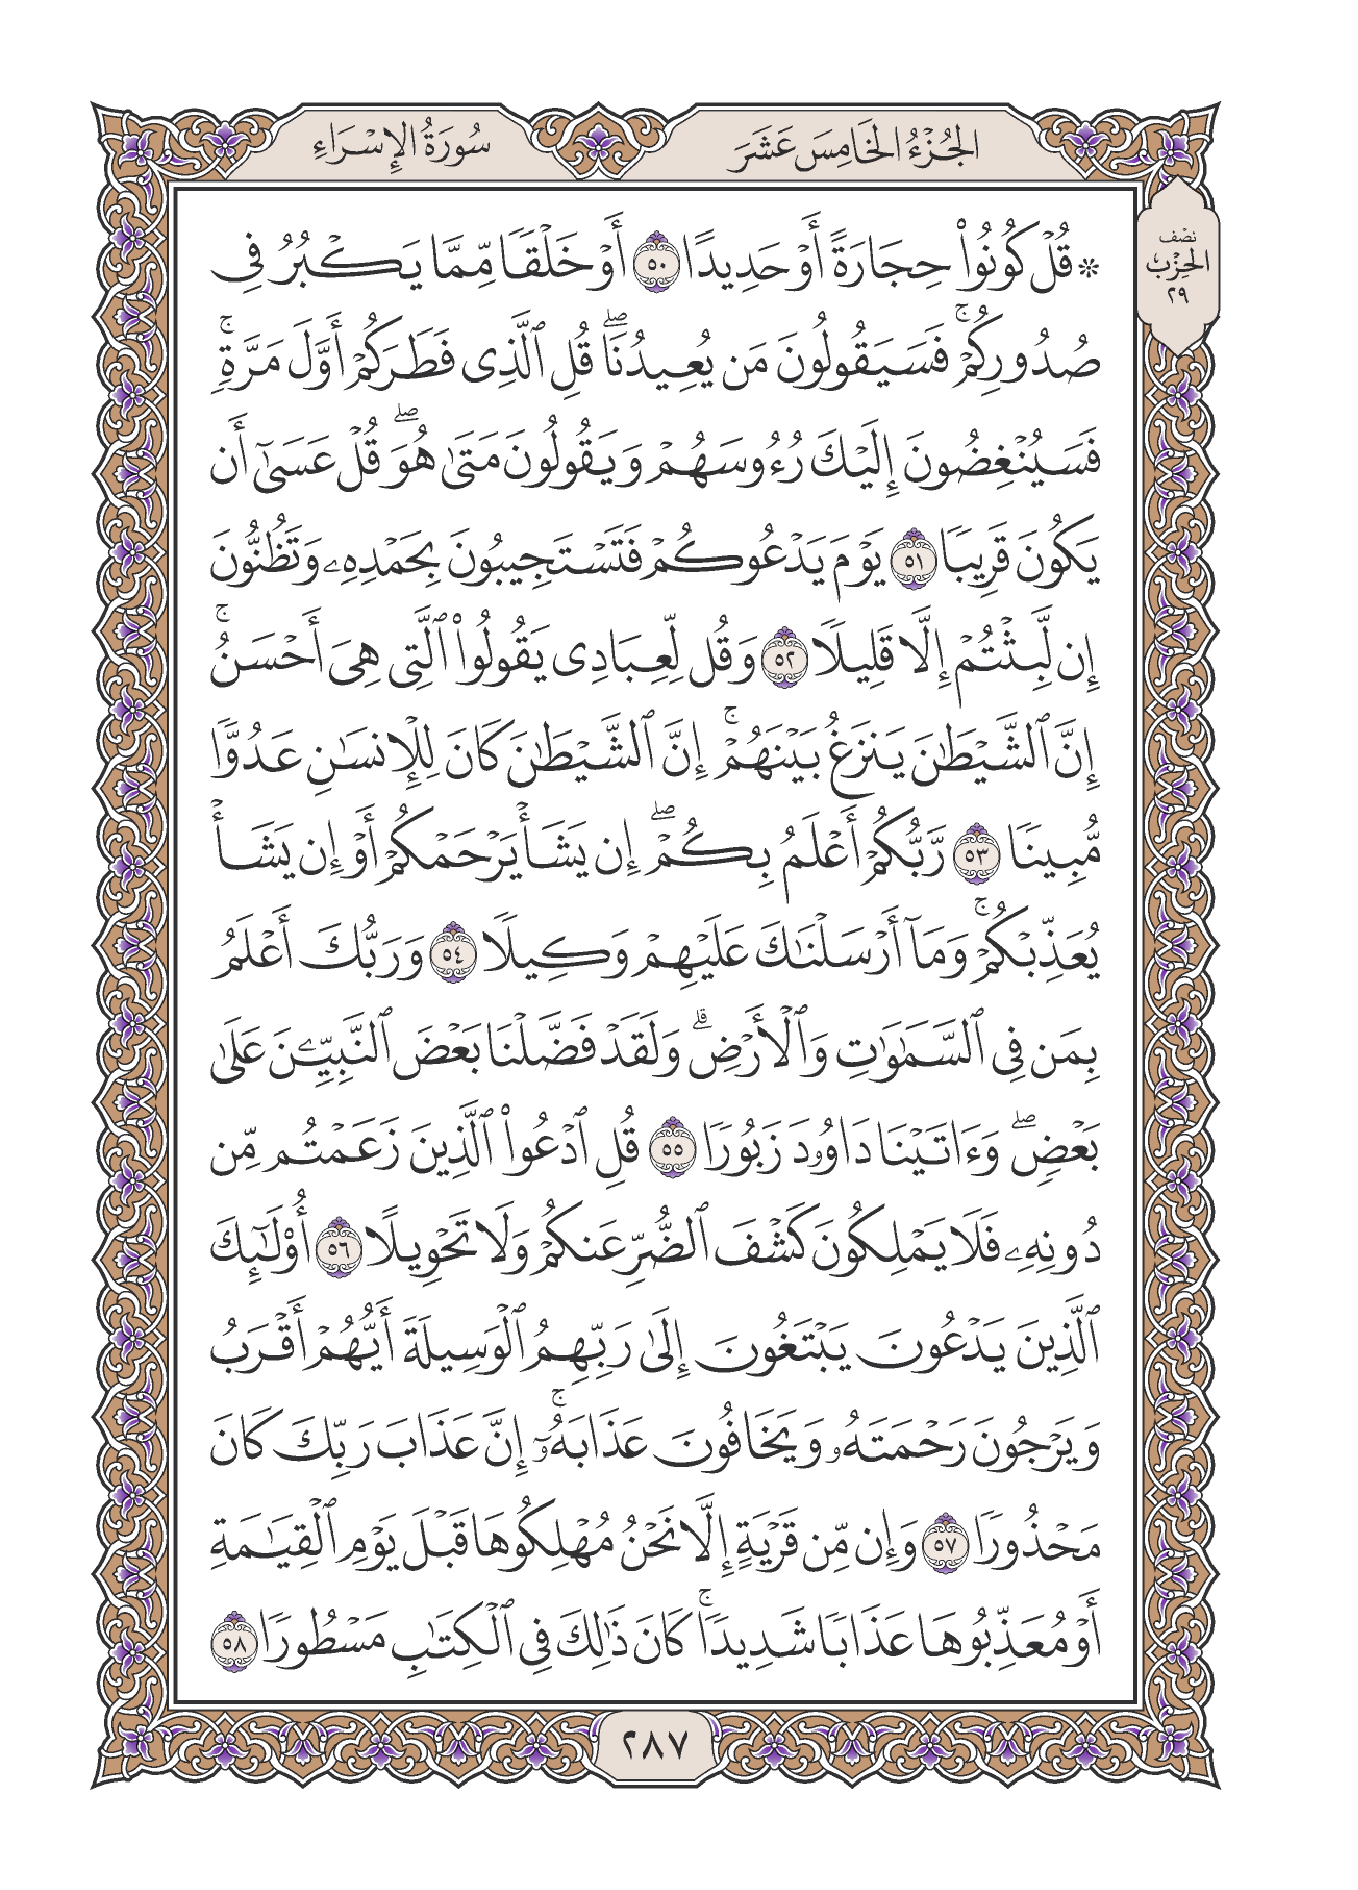 الجُزْءُ الخَامِسَ عَشَرَ
سُورَةُ الإِسْرَاءِ
نصف
الحِزْب
٢٩
۞ قُلْ كُونُوا۟ حِجَارَةً أَوْ حَدِيدًا ٥٠ أَوْ خَلْقًا مِّمَّا يَكْبُرُ فِى
صُدُورِكُمْ ۚ فَسَيَقُولُونَ مَن يُعِيدُنَا ۖ قُلِ ٱلَّذِى فَطَرَكُمْ أَوَّلَ مَرَّةٍ ۚ
فَسَيُنْغِضُونَ إِلَيْكَ رُءُوسَهُمْ وَيَقُولُونَ مَتَىٰ هُوَ ۖ قُلْ عَسَىٰٓ أَن
يَكُونَ قَرِيبًا ٥١ يَوْمَ يَدْعُوكُمْ فَتَسْتَجِيبُونَ بِحَمْدِهِۦ وَتَظُنُّونَ
إِن لَّبِثْتُمْ إِلَّا قَلِيلًا ٥٢ وَقُل لِّعِبَادِى يَقُولُوا۟ ٱلَّتِى هِىَ أَحْسَنُ ۚ
إِنَّ ٱلشَّيْطَٰنَ يَنزَغُ بَيْنَهُمْ ۚ إِنَّ ٱلشَّيْطَٰنَ كَانَ لِلْإِنسَٰنِ عَدُوًّا
مُّبِينًا ٥٣ رَّبُّكُمْ أَعْلَمُ بِكُمْ ۖ إِن يَشَأْ يَرْحَمْكُمْ أَوْ إِن يَشَأْ
يُعَذِّبْكُمْ ۚ وَمَآ أَرْسَلْنَٰكَ عَلَيْهِمْ وَكِيلًا ٥٤ وَرَبُّكَ أَعْلَمُ
بِمَن فِى ٱلسَّمَٰوَٰتِ وَٱلْأَرْضِ ۗ وَلَقَدْ فَضَّلْنَا بَعْضَ ٱلنَّبِيِّـۧنَ عَلَىٰ
بَعْضٍ ۖ وَءَاتَيْنَا دَاوُۥدَ زَبُورًا ٥٥ قُلِ ٱدْعُوا۟ ٱلَّذِينَ زَعَمْتُم مِّن
دُونِهِۦ فَلَا يَمْلِكُونَ كَشْفَ ٱلضُّرِّ عَنكُمْ وَلَا تَحْوِيلًا ٥٦ أُو۟لَٰٓئِكَ
ٱلَّذِينَ يَدْعُونَ يَبْتَغُونَ إِلَىٰ رَبِّهِمُ ٱلْوَسِيلَةَ أَيُّهُمْ أَقْرَبُ
وَيَرْجُونَ رَحْمَتَهُۥ وَيَخَافُونَ عَذَابَهُۥٓ ۚ إِنَّ عَذَابَ رَبِّكَ كَانَ
مَحْذُورًا ٥٧ وَإِن مِّن قَرْيَةٍ إِلَّا نَحْنُ مُهْلِكُوهَا قَبْلَ يَوْمِ ٱلْقِيَٰمَةِ
أَوْ مُعَذِّبُوهَا عَذَابًا شَدِيدًا ۚ كَانَ ذَٰلِكَ فِى ٱلْكِتَٰبِ مَسْطُورًا ٥٨
٢٨٧